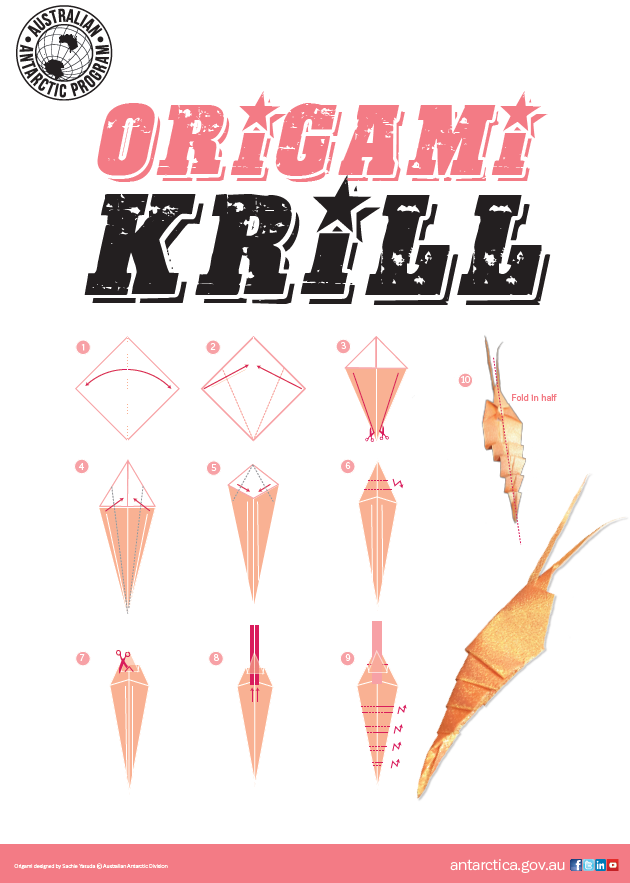 AUSTRALIAN
ANTARCTIC PROGRAM
ORiGAMi
KRiLL
1
2
3
10
Fold in half
4
5
6
7
8
9
Origami designed by Sachie Yasuda © Australian Antarctic Division
antarctica.gov.au